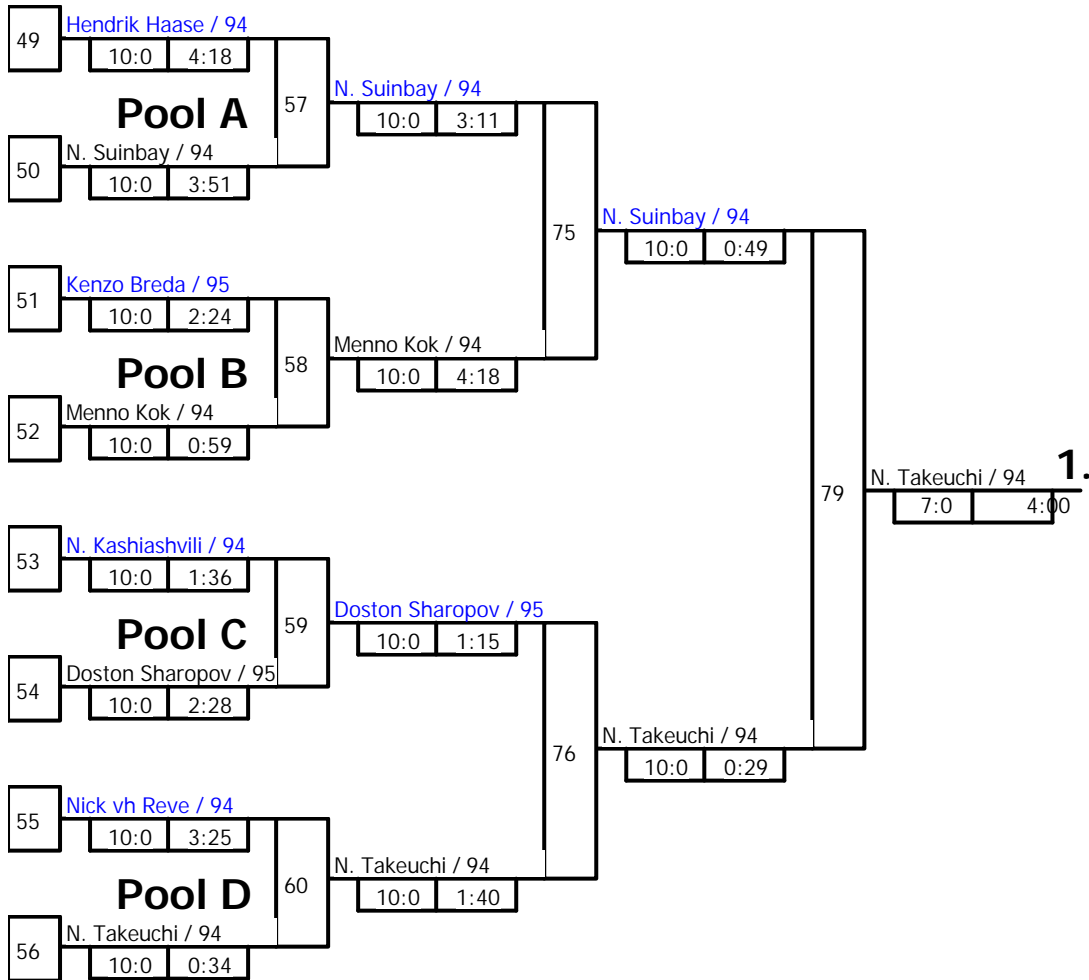 49
Hendrik Haase / 94
10:0 4:18
Pool A
57
N. Suinbay / 94
10:0 3:11
50
N. Suinbay / 94
10:0 3:51
75
N. Suinbay / 94
10:0 0:49
51
Kenzo Breda / 95
10:0 2:24
Pool B
58
Menno Kok / 94
10:0 4:18
52
Menno Kok / 94
10:0 0:59
79
N. Takeuchi / 94
1.
7:0 4:00
53
N. Kashiashvili / 94
10:0 1:36
Pool C
59
Doston Sharopov / 95
10:0 1:15
54
Doston Sharopov / 95
10:0 2:28
76
N. Takeuchi / 94
10:0 0:29
55
Nick vh Reve / 94
10:0 3:25
Pool D
60
N. Takeuchi / 94
10:0 1:40
56
N. Takeuchi / 94
10:0 0:34